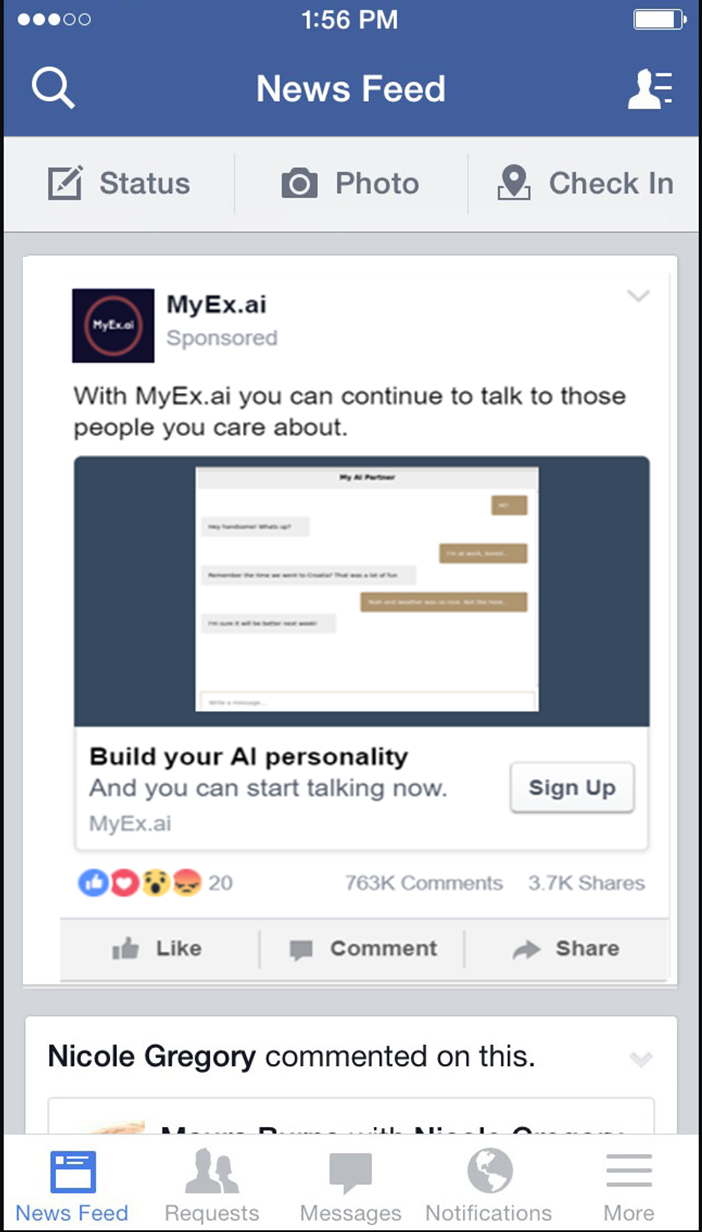 1:56 PM
News Feed
Status
Photo
Check In
MyEx.ai
MyEx.ai
Sponsored
With MyEx.ai you can continue to talk to those
people you care about.
My AI Partner
Hi?
Hey handsome! Whats up?
I'm at work, bored...
Remember the time we went to Croatia? That was a lot of fun
Yeah and weather was so nice. Not like here...
I'm sure it will be better next week!
Write a message...
Build your AI personality
And you can start talking now.
Sign Up
MyEx.ai
20
763K Comments
3.7K Shares
Like
Comment
Share
Nicole Gregory commented on this.
with Nicole Gregory
News Feed
Requests
Messages
Notifications
More